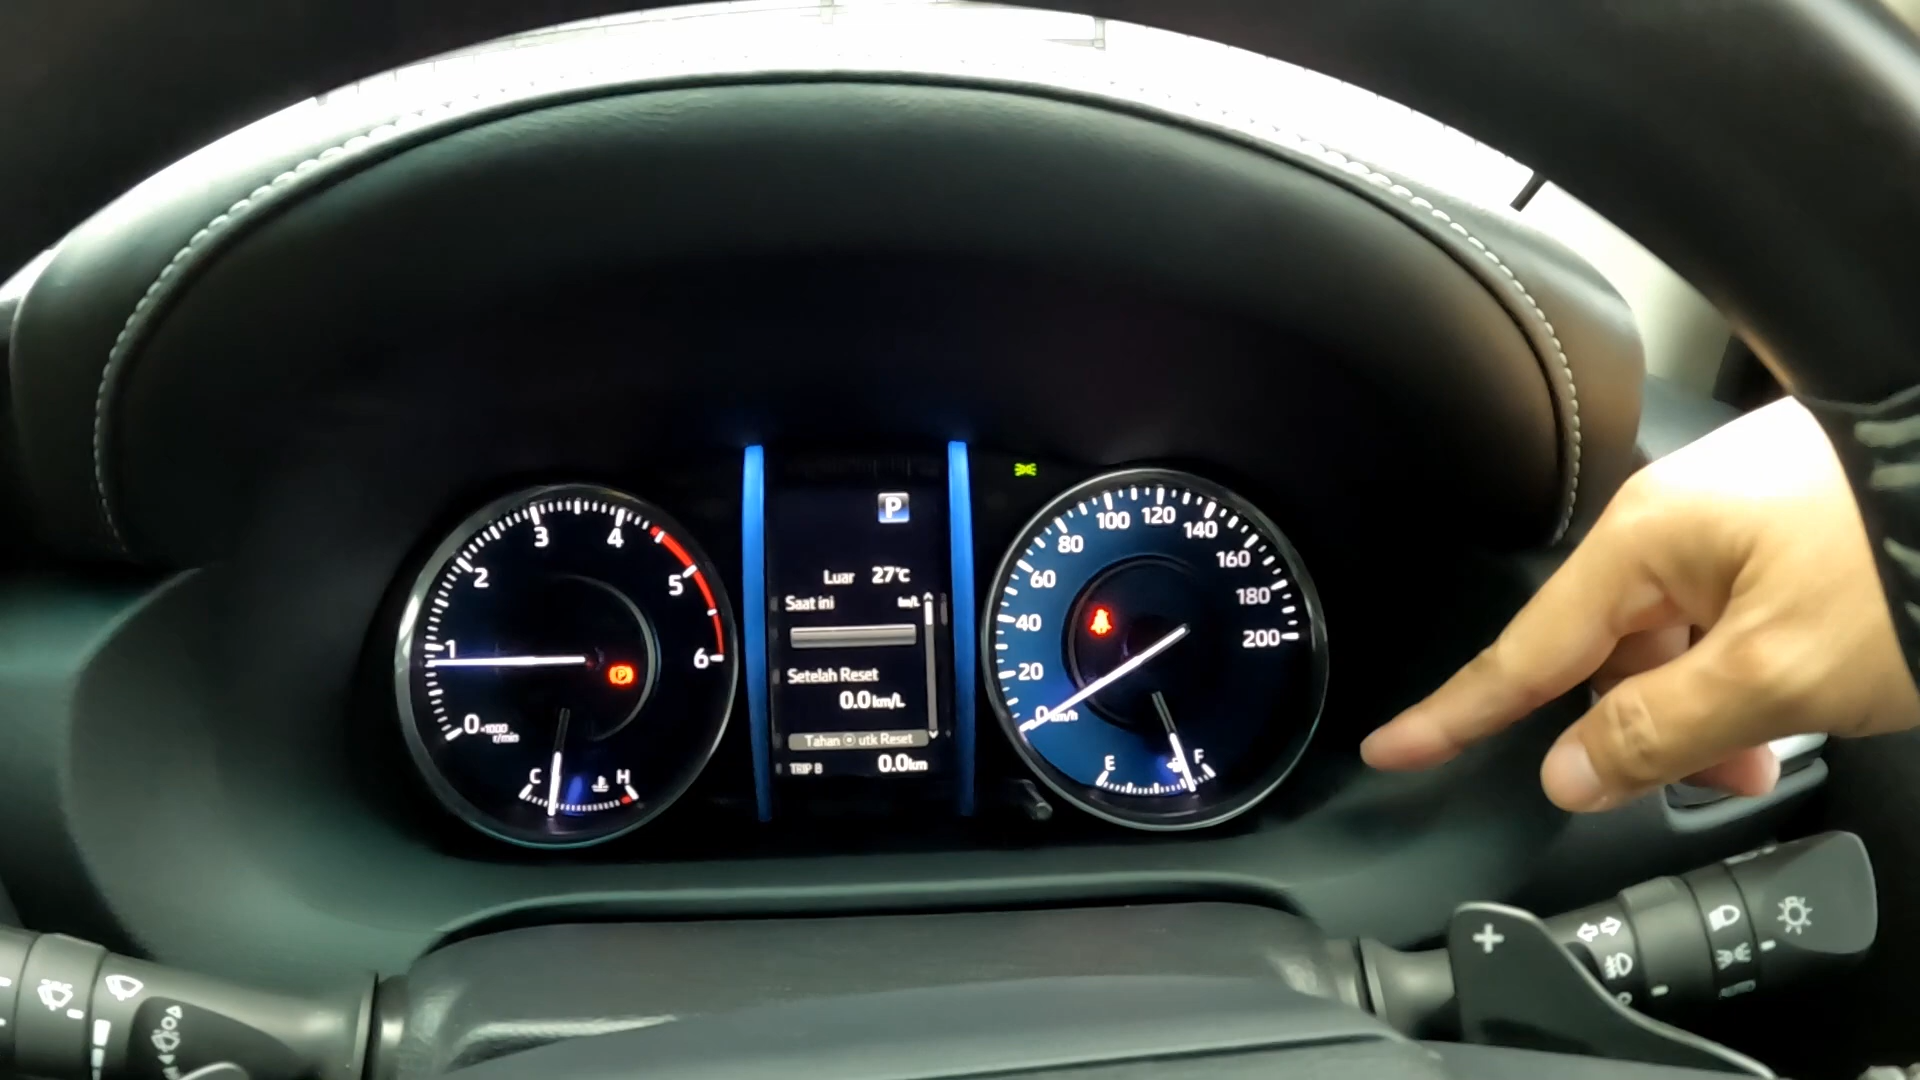 P
Luar 27°C
Saat ini km/L
Setelah Reset
0.0 km/L
Tahan utk Reset
TRIP B 0.0 km
0 1 2 3 4 5 6
×1000
r/min
C H
P
0 20 40 60 80 100 120 140 160 180 200
km/h
E F
+
AUTO